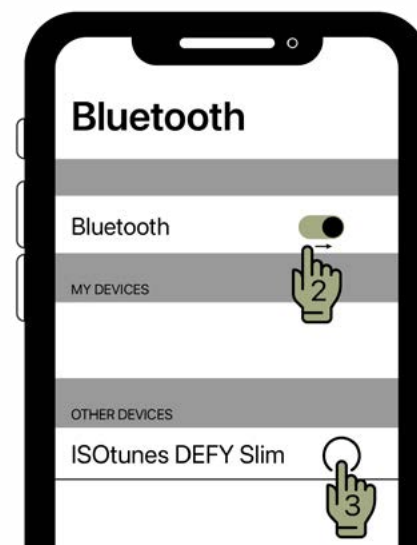 Bluetooth
Bluetooth
2
MY DEVICES
OTHER DEVICES
ISOtunes DEFY Slim
3